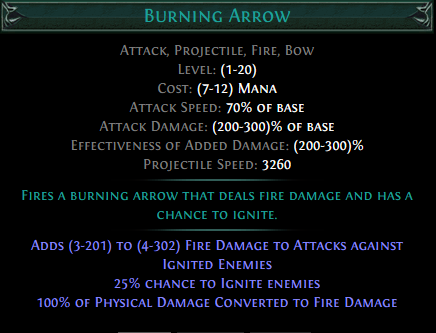 Burning Arrow
Attack, Projectile, Fire, Bow
Level: (1-20)
Cost: (7-12) Mana
Attack Speed: 70% of base
Attack Damage: (200-300)% of base
Effectiveness of Added Damage: (200-300)%
Projectile Speed: 3260
Fires a burning arrow that deals fire damage and has a
chance to ignite.
Adds (3-201) to (4-302) Fire Damage to Attacks against
Ignited Enemies
25% chance to Ignite enemies
100% of Physical Damage Converted to Fire Damage